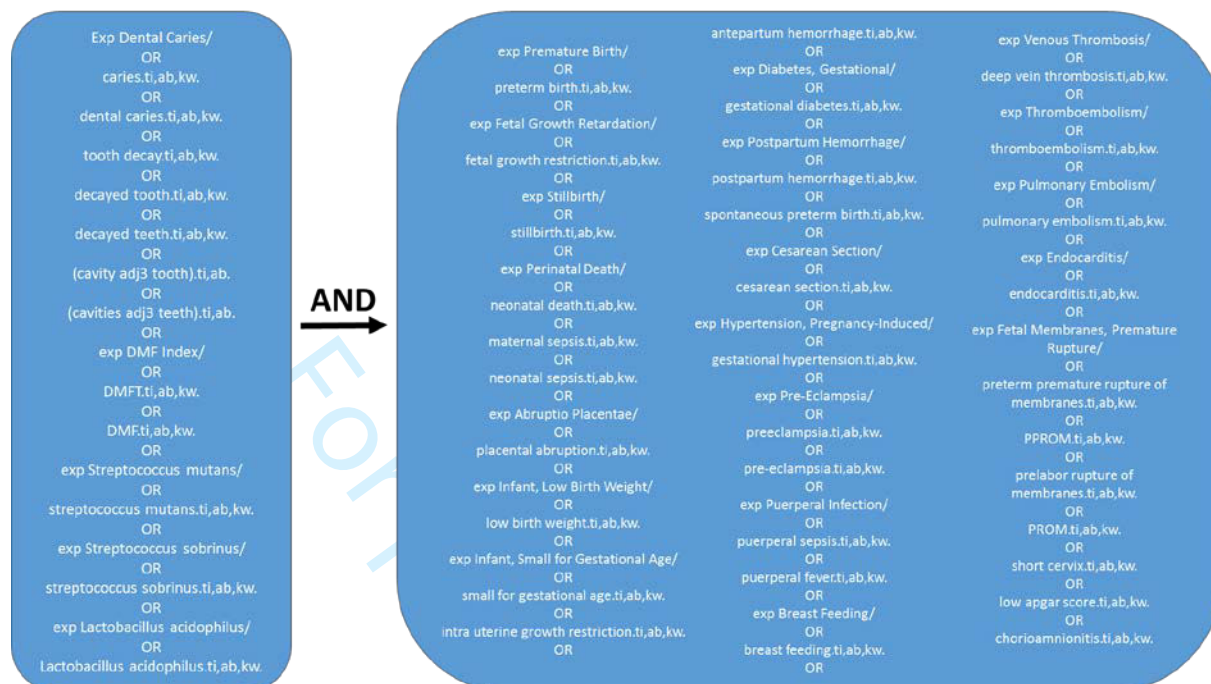 Exp Dental Caries/
OR
caries.ti,ab,kw.
OR
dental caries.ti,ab,kw.
OR
tooth decay.ti,ab,kw.
OR
decayed tooth.ti,ab,kw.
OR
decayed teeth.ti,ab,kw.
OR
(cavity adj3 tooth).ti,ab.
OR
(cavities adj3 teeth).ti,ab.
OR
exp DMF Index/
OR
DMFT.ti,ab,kw.
OR
DMF.ti,ab,kw.
OR
exp Streptococcus mutans/
OR
streptococcus mutans.ti,ab,kw.
OR
exp Streptococcus sobrinus/
OR
streptococcus sobrinus.ti,ab,kw.
OR
exp Lactobacillus acidophilus/
OR
Lactobacillus acidophilus.ti,ab,kw.
AND
For
exp Premature Birth/
OR
preterm birth.ti,ab,kw.
OR
exp Fetal Growth Retardation/
OR
fetal growth restriction.ti,ab,kw.
OR
exp Stillbirth/
OR
stillbirth.ti,ab,kw.
OR
exp Perinatal Death/
OR
neonatal death.ti,ab,kw.
OR
maternal sepsis.ti,ab,kw.
OR
neonatal sepsis.ti,ab,kw.
OR
exp Abruptio Placentae/
OR
placental abruption.ti,ab,kw.
OR
exp Infant, Low Birth Weight/
OR
low birth weight.ti,ab,kw.
OR
exp Infant, Small for Gestational Age/
OR
small for gestational age.ti,ab,kw.
OR
intra uterine growth restriction.ti,ab,kw.
OR
antepartum hemorrhage.ti,ab,kw.
OR
exp Diabetes, Gestational/
OR
gestational diabetes.ti,ab,kw.
OR
exp Postpartum Hemorrhage/
OR
postpartum hemorrhage.ti,ab,kw.
OR
spontaneous preterm birth.ti,ab,kw.
OR
exp Cesarean Section/
OR
cesarean section.ti,ab,kw.
OR
exp Hypertension, Pregnancy-Induced/
OR
gestational hypertension.ti,ab,kw.
OR
exp Pre-Eclampsia/
OR
preeclampsia.ti,ab,kw.
OR
pre-eclampsia.ti,ab,kw.
OR
exp Puerperal Infection/
OR
puerperal sepsis.ti,ab,kw.
OR
puerperal fever.ti,ab,kw.
OR
exp Breast Feeding/
OR
breast feeding.ti,ab,kw.
OR
exp Venous Thrombosis/
OR
deep vein thrombosis.ti,ab,kw.
OR
exp Thromboembolism/
OR
thromboembolism.ti,ab,kw.
OR
exp Pulmonary Embolism/
OR
pulmonary embolism.ti,ab,kw.
OR
exp Endocarditis/
OR
endocarditis.ti,ab,kw.
OR
exp Fetal Membranes, Premature
Rupture/
OR
preterm premature rupture of
membranes.ti,ab,kw.
OR
PPROM.ti,ab,kw.
OR
prelabor rupture of
membranes.ti,ab,kw.
OR
PROM.ti,ab,kw.
OR
short cervix.ti,ab,kw.
OR
low apgar score.ti,ab,kw.
OR
chorioamnionitis.ti,ab,kw.